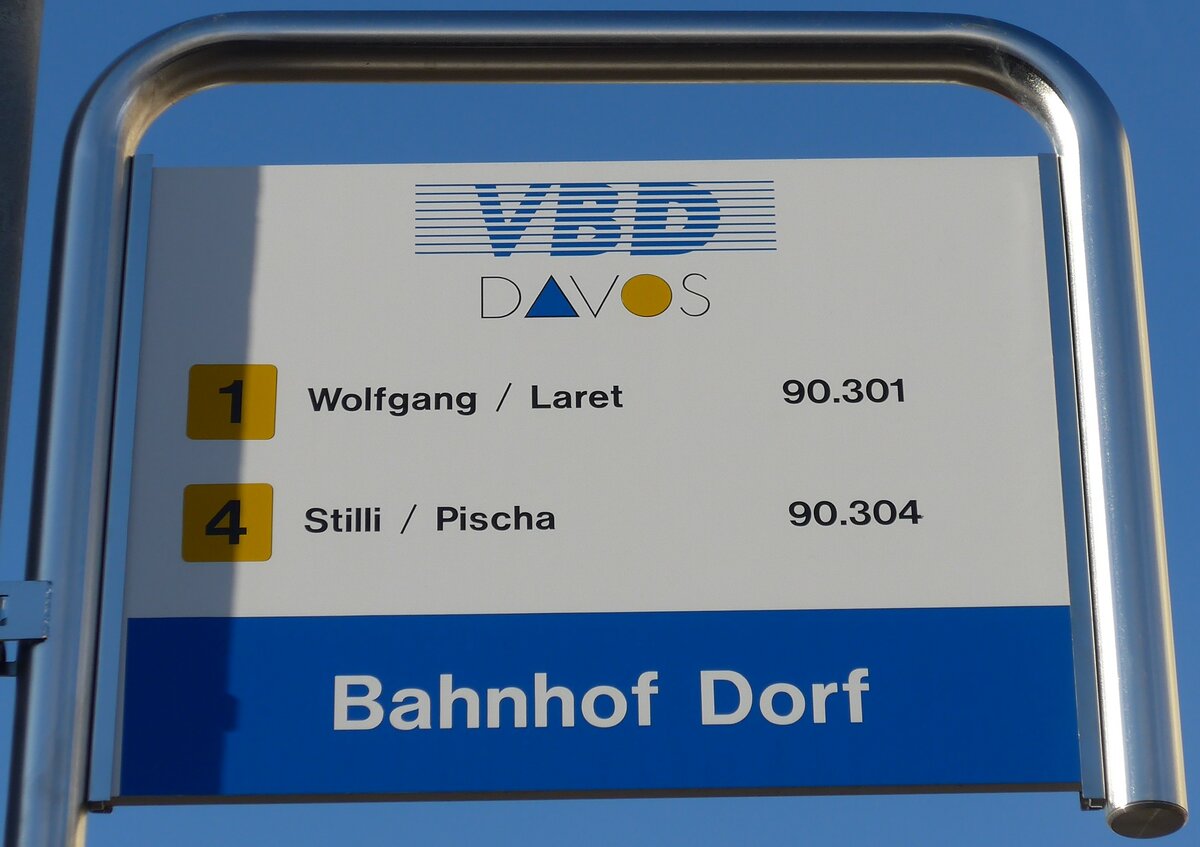 VBD
DAVOS
1 Wolfgang / Laret 90.301
4 Stilli / Pischa 90.304
Bahnhof Dorf